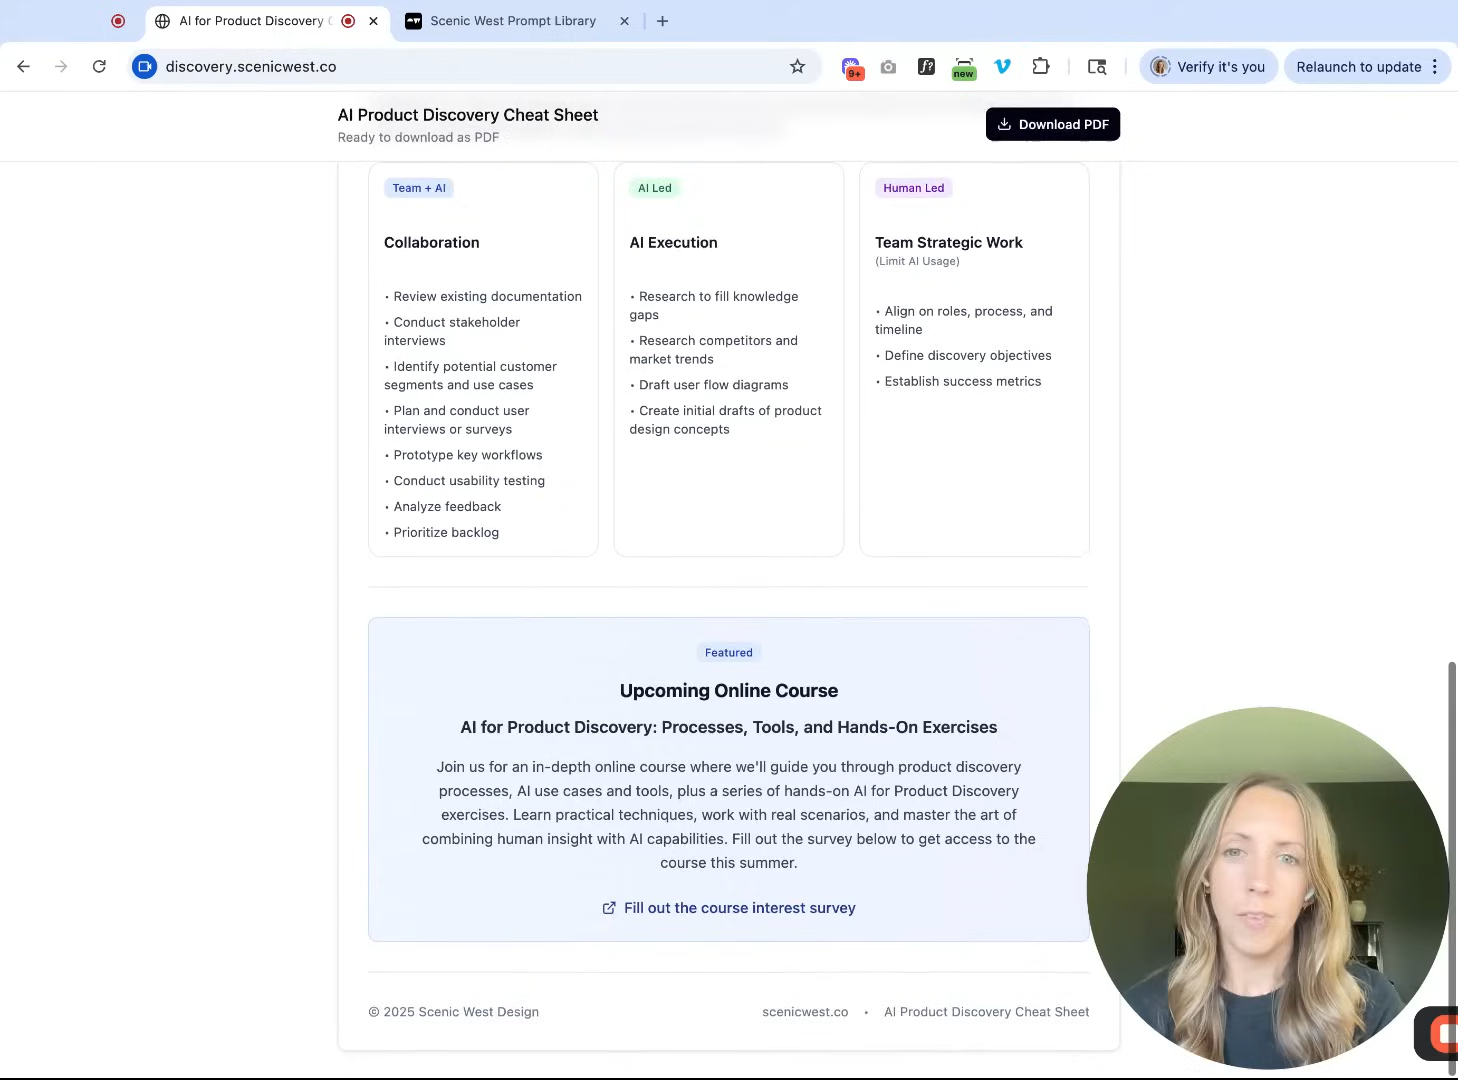 AI for Product Discovery
Scenic West Prompt Library
discovery.scenicwest.co
9+
new
Verify it's you
Relaunch to update
AI Product Discovery Cheat Sheet
Ready to download as PDF
Download PDF
Team + AI
Collaboration
• Review existing documentation
• Conduct stakeholder
interviews
• Identify potential customer
segments and use cases
• Plan and conduct user
interviews or surveys
• Prototype key workflows
• Conduct usability testing
• Analyze feedback
• Prioritize backlog
AI Led
AI Execution
• Research to fill knowledge
gaps
• Research competitors and
market trends
• Draft user flow diagrams
• Create initial drafts of product
design concepts
Human Led
Team Strategic Work
(Limit AI Usage)
• Align on roles, process, and
timeline
• Define discovery objectives
• Establish success metrics
Featured
Upcoming Online Course
AI for Product Discovery: Processes, Tools, and Hands-On Exercises
Join us for an in-depth online course where we'll guide you through product discovery
processes, AI use cases and tools, plus a series of hands-on AI for Product Discovery
exercises. Learn practical techniques, work with real scenarios, and master the art of
combining human insight with AI capabilities. Fill out the survey below to get access to the
course this summer.
Fill out the course interest survey
© 2025 Scenic West Design
scenicwest.co • AI Product Discovery Cheat Sheet